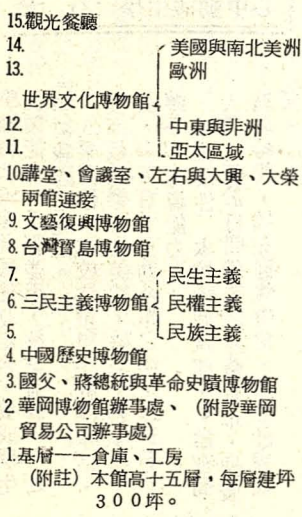 15.觀光餐廳
14. 美國與南北美洲
13. 歐洲
世界文化博物館
12. 中東與非洲
11. 亞太區域
10.講堂、會議室、左右與大興、大榮
兩館連接
9.文藝復興博物館
8.台灣寶島博物館
7. 民生主義
6.三民主義博物館 民權主義
5. 民族主義
4.中國歷史博物館
3.國父、蔣總統與革命史蹟博物館
2.華岡博物館辦事處、(附設華岡
貿易公司辦事處)
1.基層——倉庫、工房
(附註)本館高十五層,每層建坪
300坪。